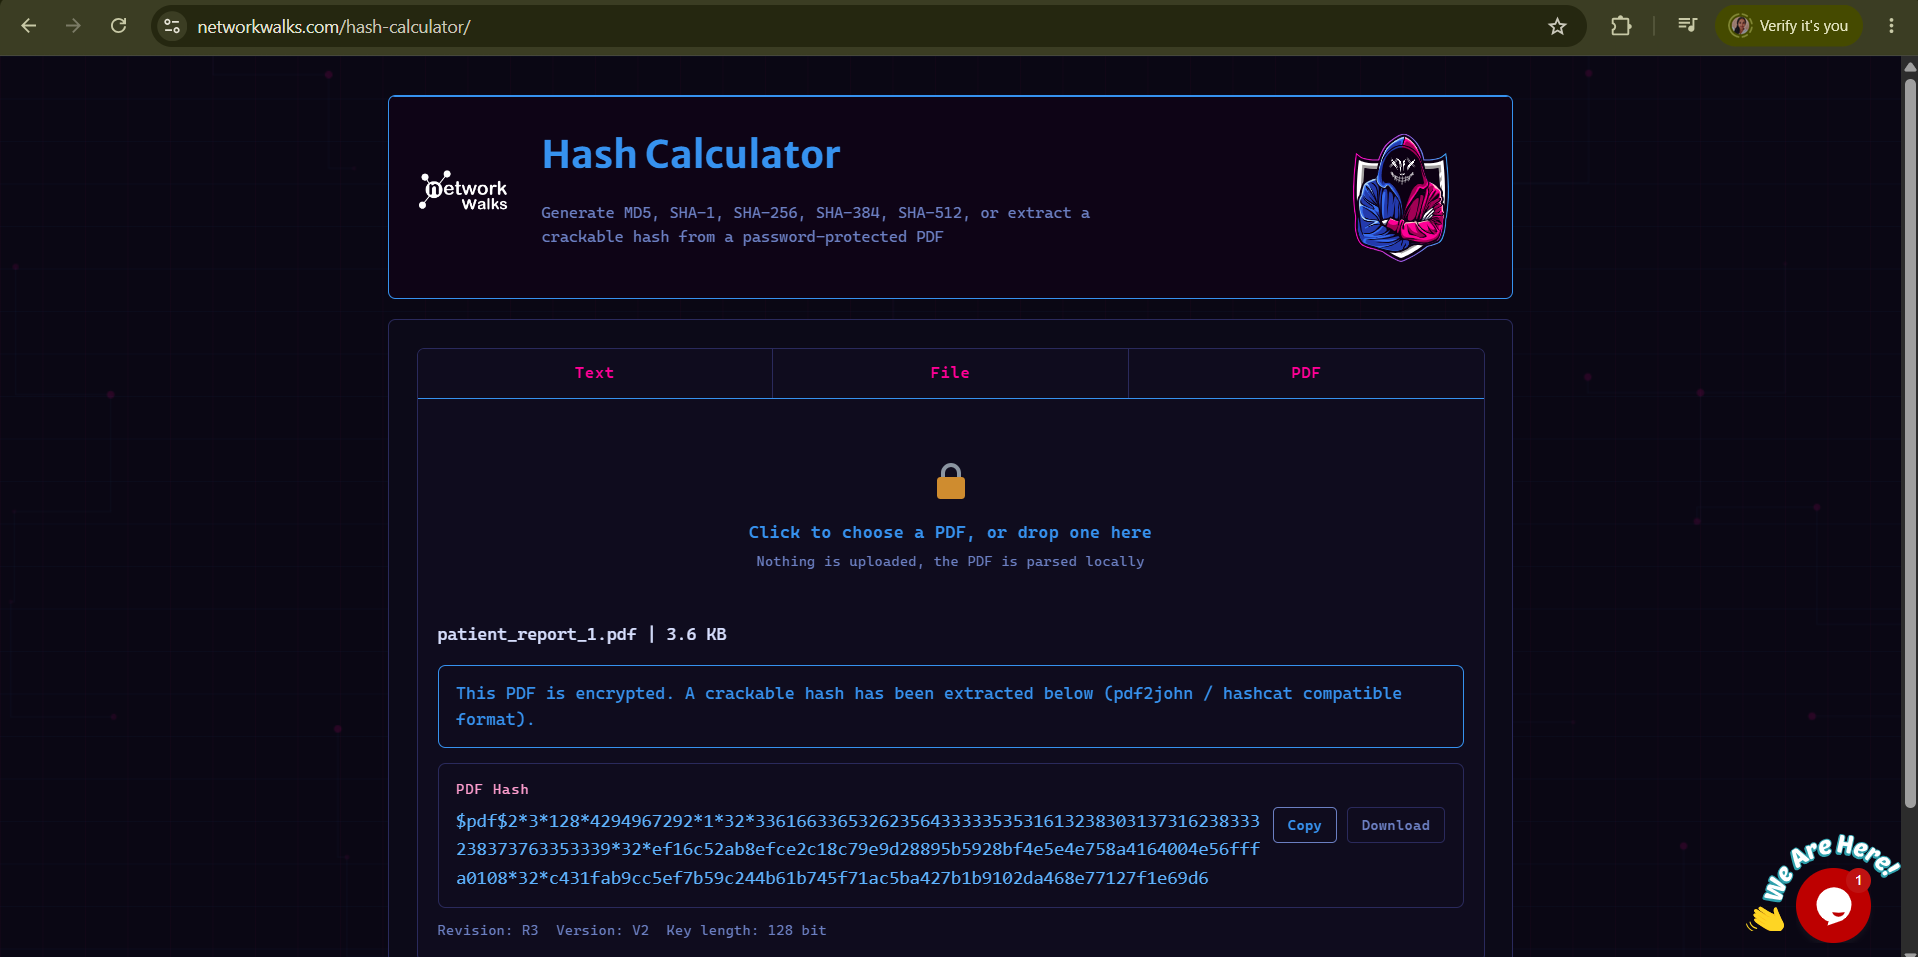 networkwalks.com/hash-calculator/
Verify it's you
network
Walks
Hash Calculator
Generate MD5, SHA-1, SHA-256, SHA-384, SHA-512, or extract a
crackable hash from a password-protected PDF
Text File PDF
Click to choose a PDF, or drop one here
Nothing is uploaded, the PDF is parsed locally
patient_report_1.pdf | 3.6 KB
This PDF is encrypted. A crackable hash has been extracted below (pdf2john / hashcat compatible
format).
PDF Hash
$pdf$2*3*128*4294967292*1*32*33616633653262356433333535316132383031373162383​33
238373763353339*32*ef16c52ab8efce2c18c79e9d28895b5928bf4e5e4e758a4164004e56fff
a0108*32*c431fab9cc5ef7b59c244b61b745f71ac5ba427b1b9102da468e77127f1e69d6
Copy Download
Revision: R3 Version: V2 Key length: 128 bit
We Are Here!
1